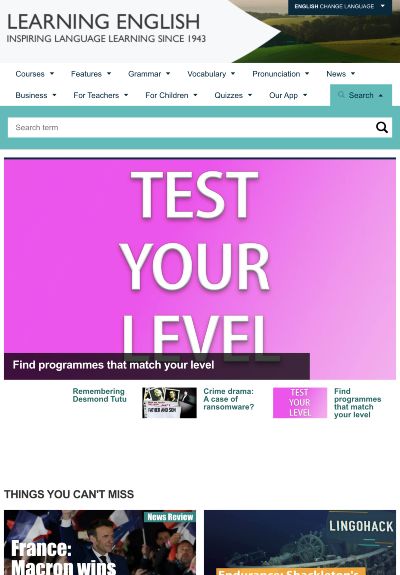 LEARNING ENGLISH
INSPIRING LANGUAGE LEARNING SINCE 1943
ENGLISH CHANGE LANGUAGE
Courses Features Grammar Vocabulary Pronunciation News
Business For Teachers For Children Quizzes Our App Search
Search term
TEST
YOUR
LEVEL
Find programmes that match your level
Remembering
Desmond Tutu
FATHER AND SON
Crime drama:
A case of
ransomware?
TEST
YOUR
LEVEL
Find
programmes
that match
your level
THINGS YOU CAN'T MISS
News Review
France:
Macron wins
LINGOHACK
Endurance: Shackleton's